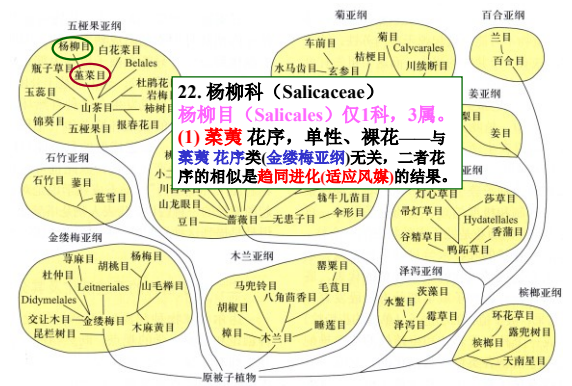 五桠果亚纲
菊亚纲
百合亚纲
杨柳目
白花菜目
瓶子草目
堇菜目
Belales
玉蕊目
杜鹃花
岩梅
山茶目
柿树目
锦葵目
报春花目
五桠果目
车前目
菊目
桔梗目
Calycarales
水马齿目
玄参目
川续断目
兰目
百合目
22. 杨柳科（Salicaceae）
杨柳目（Salicales）仅1科，3属。
(1) 葇荑 花序，单性、裸花——与
葇荑 花序类(金缕梅亚纲)无关，二者花
序的相似是趋同进化(适应风媒)的结果。
姜亚纲
梨目
姜目
石竹亚纲
石竹目
蓼目
蓝雪目
山龙眼目
豆目
蔷薇目
无患子目
牻牛儿苗目
伞形目
灯心草目
莎草目
带灯草目
Hydatellales
香蒲目
谷精草目
鸭跖草目
金缕梅亚纲
荨麻目
杨梅目
杜仲目
胡桃目
Leitneriales
山毛榉目
Didymelales
交让木目
金缕梅目
木麻黄目
昆栏树目
木兰亚纲
罂粟目
马兜铃目
毛茛目
八角茴香目
胡椒目
睡莲目
樟目
木兰目
泽泻亚纲
茨藻目
水鳖目
霉草目
泽泻目
槟榔亚纲
环花草目
露兜树目
槟榔目
天南星目
原被子植物